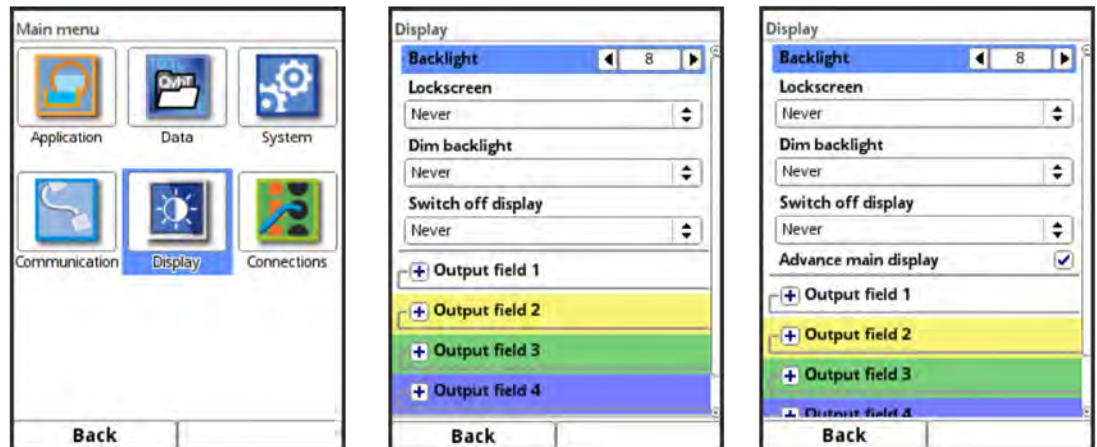 Main menu
Application
Data
System
Communication
Display
Connections
Back
Display
Backlight 8
Lockscreen
Never
Dim backlight
Never
Switch off display
Never
Output field 1
Output field 2
Output field 3
Output field 4
Back
Display
Backlight 8
Lockscreen
Never
Dim backlight
Never
Switch off display
Never
Advance main display
Output field 1
Output field 2
Output field 3
Output field 4
Back